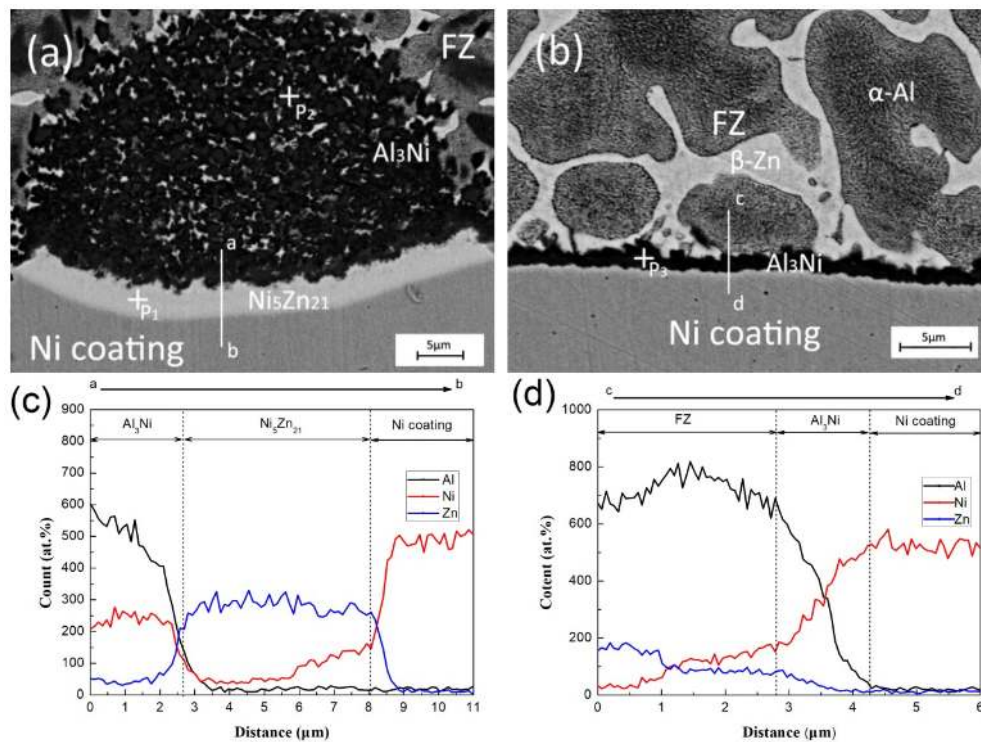 (a)
FZ
P₂
Al₃Ni
a
Ni₅Zn₂₁
P₁
Ni coating
b
5μm
(b)
α-Al
FZ
β-Zn
c
P₃
Al₃Ni
d
Ni coating
5μm
(c)
a b
900
800
700
600
500
400
300
200
100
0
Count (at.%)
Al₃Ni Ni₅Zn₂₁ Ni coating
Al
Ni
Zn
0 1 2 3 4 5 6 7 8 9 10 11
Distance (μm)
(d)
c d
1000
800
600
400
200
0
Cotent (at.%)
FZ Al₃Ni Ni coating
Al
Ni
Zn
0 1 2 3 4 5 6
Distance (μm)